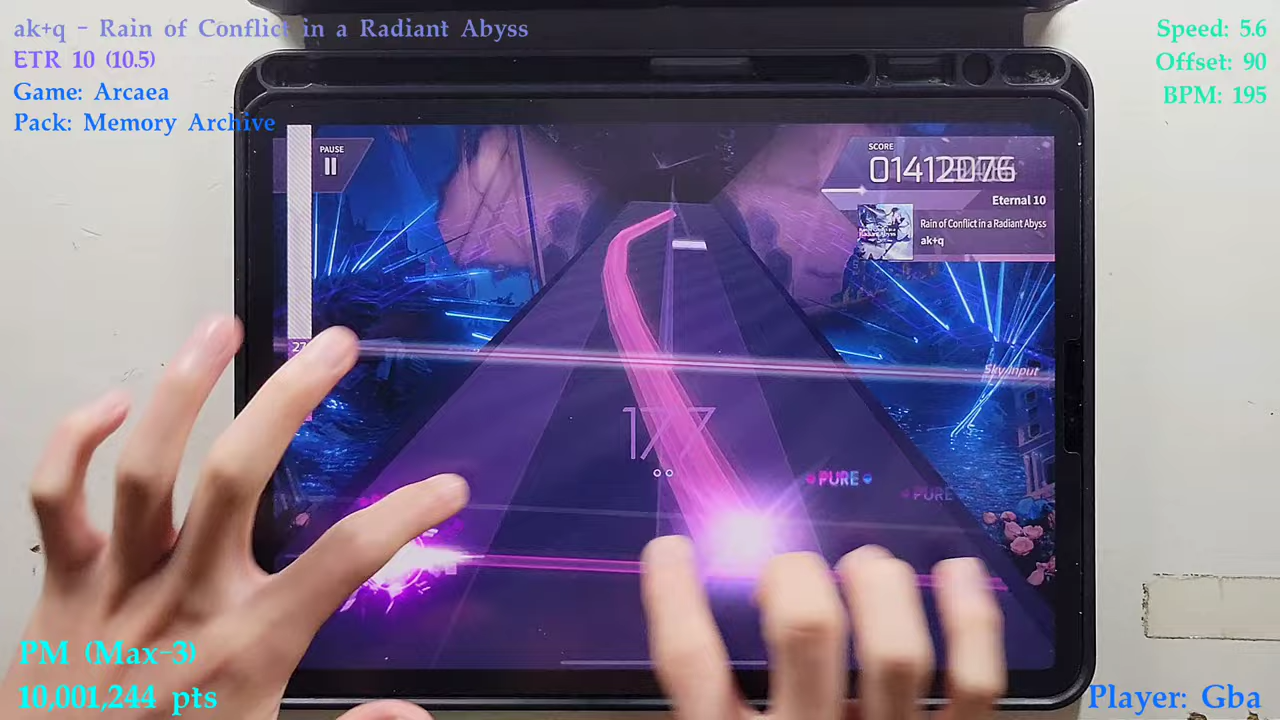 ak+q - Rain of Conflict in a Radiant Abyss
ETR 10 (10.5)
Game: Arcaea
Pack: Memory Archive
Speed: 5.6
Offset: 90
BPM: 195
PAUSE
SCORE
Eternal 10
Rain of Conflict in a Radiant Abyss
ak+q
Sky Input
177
PURE
PURE
PM (Max-3)
10,001,244 pts
Player: Gba